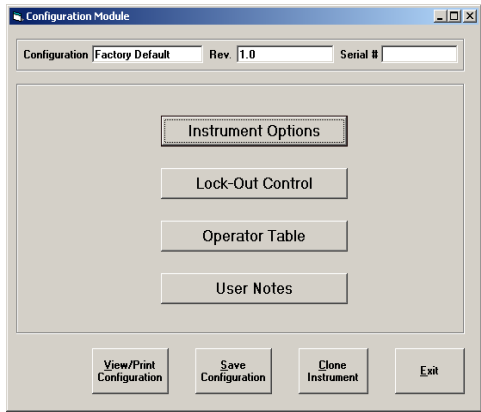 Configuration Module
Configuration Factory Default Rev. 1.0 Serial #
Instrument Options
Lock-Out Control
Operator Table
User Notes
View/Print
Configuration
Save
Configuration
Clone
Instrument
Exit